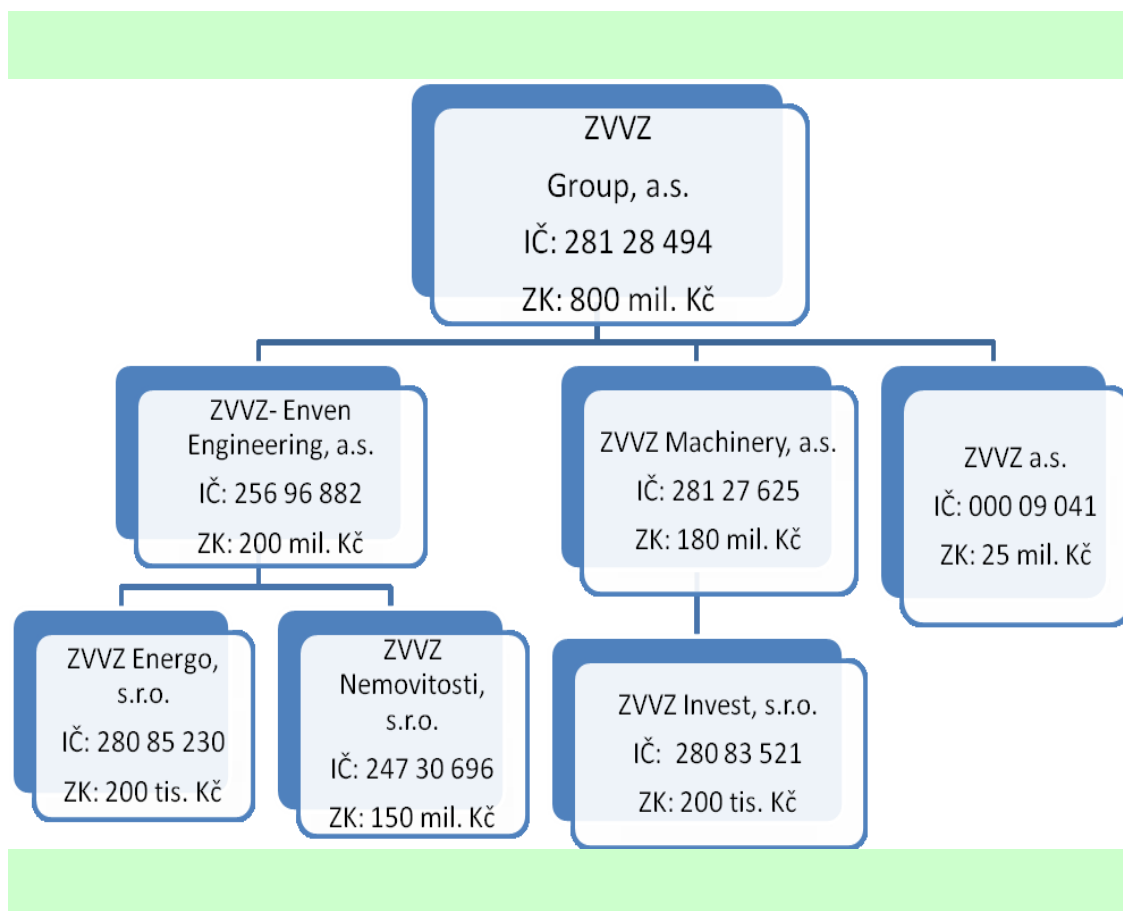 ZVVZ
Group, a.s.
IČ: 281 28 494
ZK: 800 mil. Kč
ZVVZ- Enven
Engineering, a.s.
IČ: 256 96 882
ZK: 200 mil. Kč
ZVVZ Machinery, a.s.
IČ: 281 27 625
ZK: 180 mil. Kč
ZVVZ a.s.
IČ: 000 09 041
ZK: 25 mil. Kč
ZVVZ Energo,
s.r.o.
IČ: 280 85 230
ZK: 200 tis. Kč
ZVVZ
Nemovitosti,
s.r.o.
IČ: 247 30 696
ZK: 150 mil. Kč
ZVVZ Invest, s.r.o.
IČ: 280 83 521
ZK: 200 tis. Kč